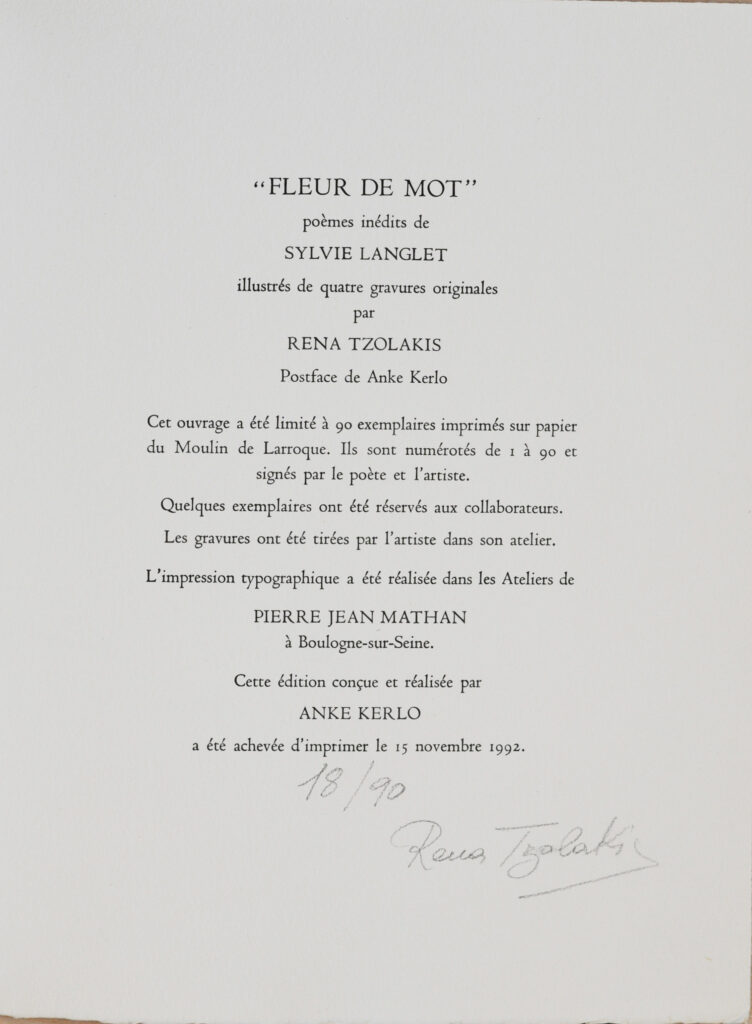 “FLEUR DE MOT”
poèmes inédits de
SYLVIE LANGLET
illustrés de quatre gravures originales
par
RENA TZOLAKIS
Postface de Anke Kerlo
Cet ouvrage a été limité à 90 exemplaires imprimés sur papier
du Moulin de Larroque. Ils sont numérotés de 1 à 90 et
signés par le poète et l’artiste.
Quelques exemplaires ont été réservés aux collaborateurs.
Les gravures ont été tirées par l’artiste dans son atelier.
L’impression typographique a été réalisée dans les Ateliers de
PIERRE JEAN MATHAN
à Boulogne-sur-Seine.
Cette édition conçue et réalisée par
ANKE KERLO
a été achevée d’imprimer le 15 novembre 1992.
18/90
Rena Tzolakis